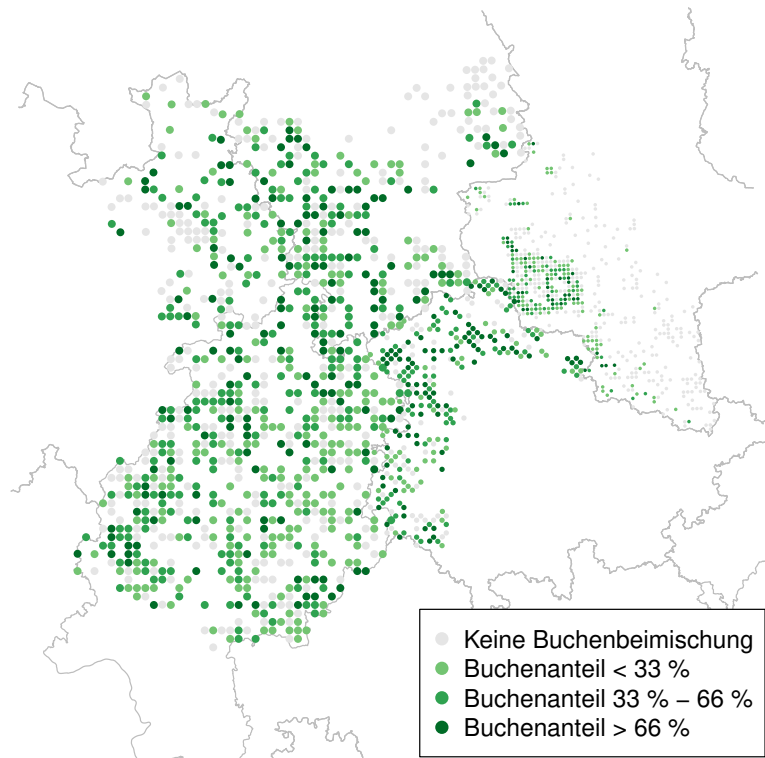 Keine Buchenbeimischung
Buchenanteil < 33 %
Buchenanteil 33 % − 66 %
Buchenanteil > 66 %